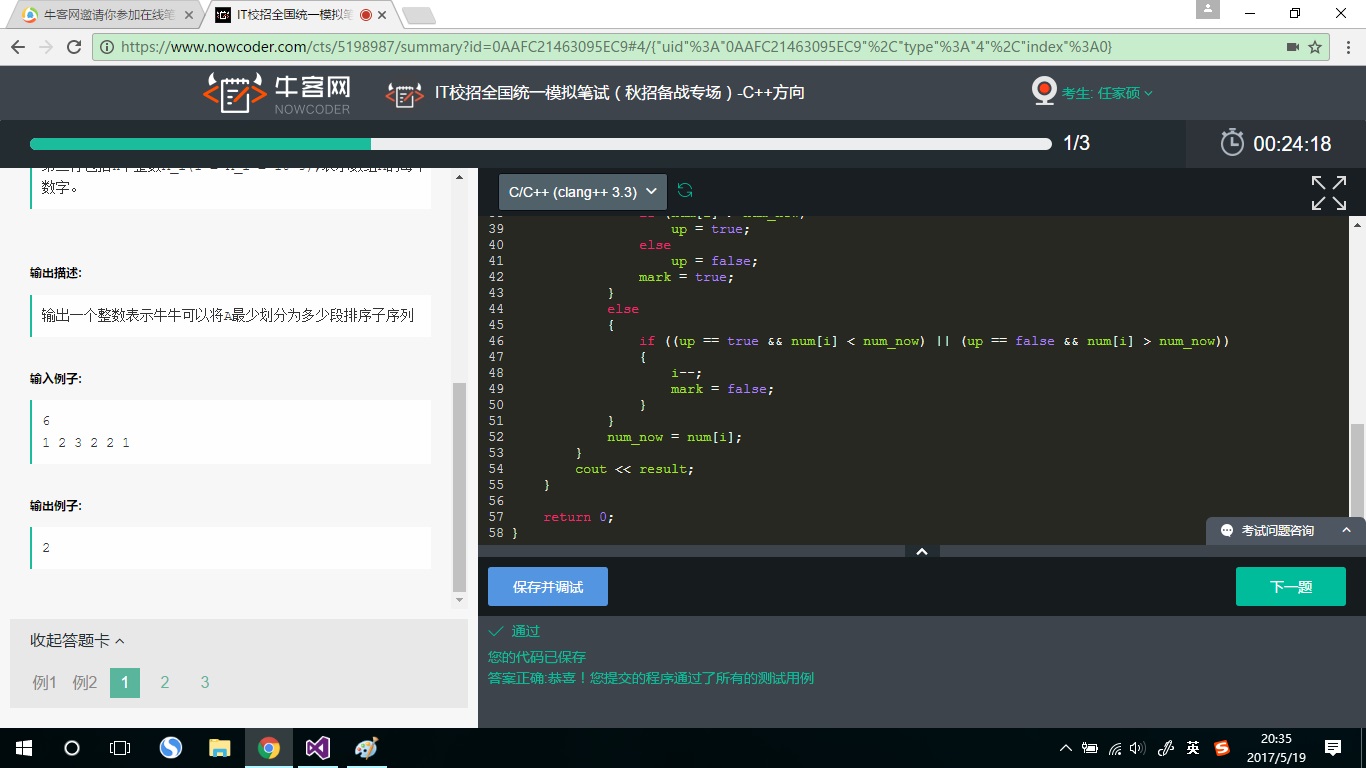 牛客网邀请你参加在线笔
IT校招全国统一模拟笔
https://www.nowcoder.com/cts/5198987/summary?id=0AAFC21463095EC9#4/{"uid"%3A"0AAFC21463095EC9"%2C"type"%3A"4"%2C"index"%3A0}
牛客网
NOWCODER
IT校招全国统一模拟笔试（秋招备战专场）-C++方向
考生: 任家硕
1/3
00:24:18
数字。
输出描述:
输出一个整数表示牛牛可以将A最少划分为多少段排序子序列
输入例子:
6
1 2 3 2 2 1
输出例子:
2
收起答题卡
例1 例2 1 2 3
C/C++ (clang++ 3.3)
39 up = true;
40 else
41 up = false;
42 mark = true;
43 }
44 else
45 {
46 if ((up == true && num[i] < num_now) || (up == false && num[i] > num_now))
47 {
48 i--;
49 mark = false;
50 }
51 }
52 num_now = num[i];
53 }
54 cout << result;
55 }
56
57 return 0;
58 }
考试问题咨询
保存并调试
下一题
通过
您的代码已保存
答案正确:恭喜！您提交的程序通过了所有的测试用例
英
20:35
2017/5/19